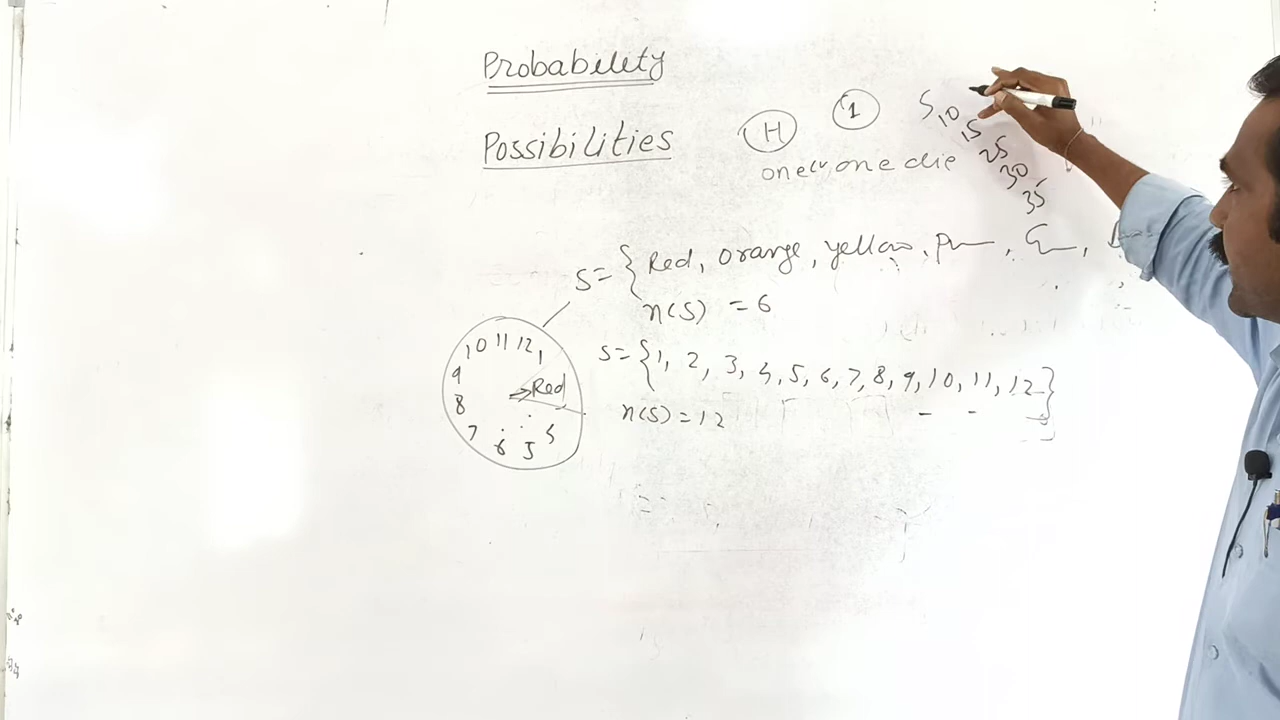 Probability
Possibilities
H
1
one one die
5
10
15
25
30
35
S = { Red, orange, yellow,
n(S) = 6
S = { 1, 2, 3, 4, 5, 6, 7, 8, 9, 10, 11, 12 }
n(S) = 12
10 11 12 1
9
Red
8
7
6 5